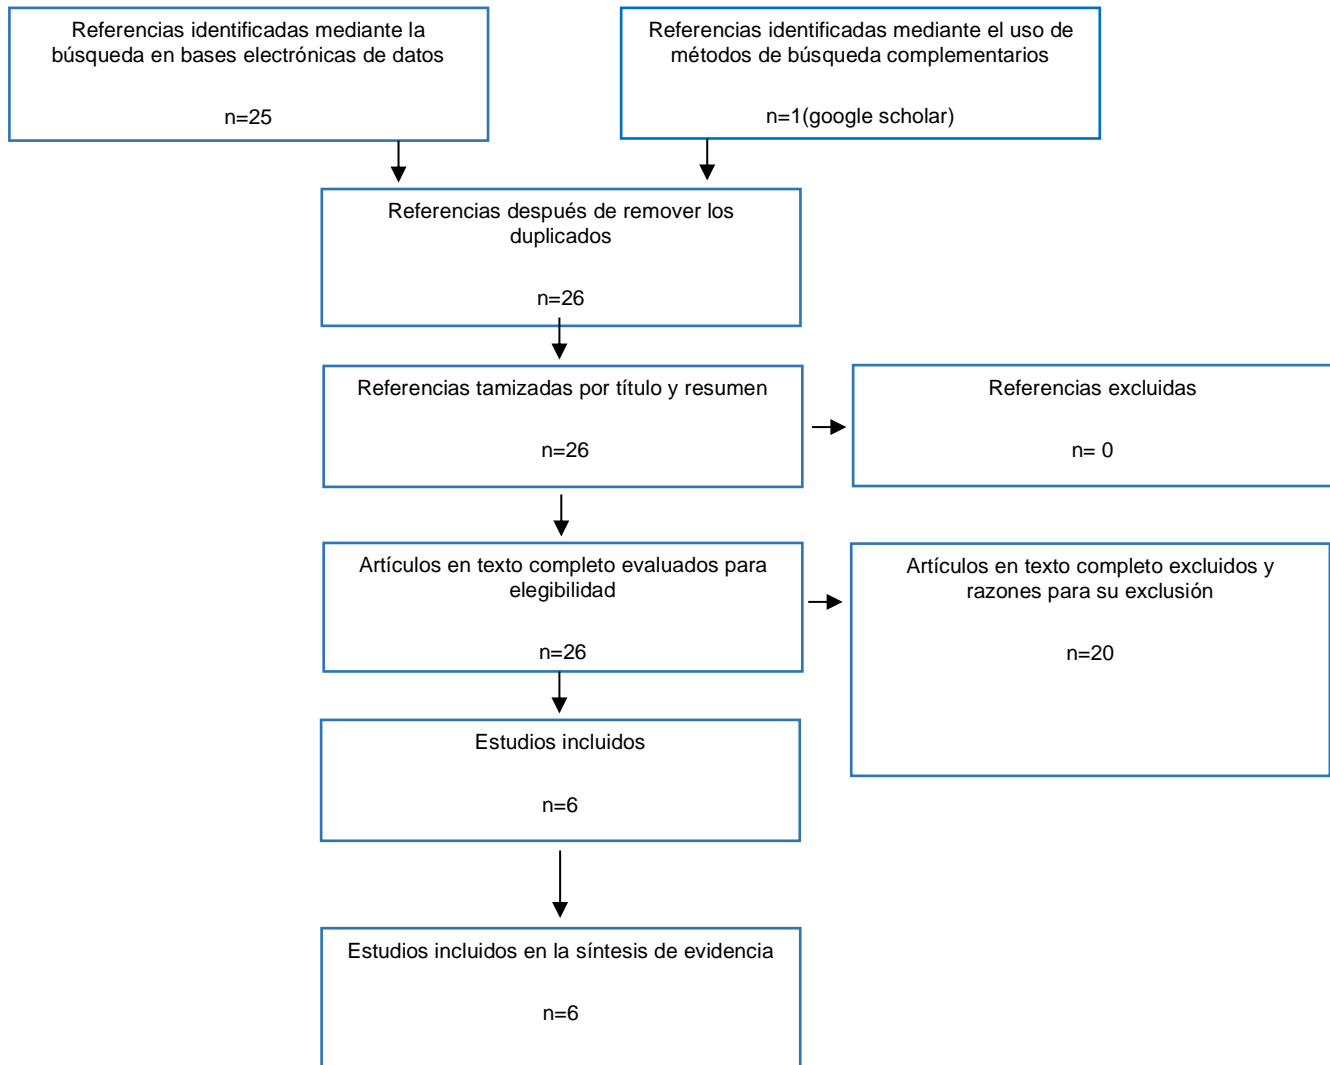 Referencias identificadas mediante la
búsqueda en bases electrónicas de datos
n=25
Referencias identificadas mediante el uso de
métodos de búsqueda complementarios
n=1(google scholar)
Referencias después de remover los
duplicados
n=26
Referencias tamizadas por título y resumen
n=26
Referencias excluidas
n= 0
Artículos en texto completo evaluados para
elegibilidad
n=26
Artículos en texto completo excluidos y
razones para su exclusión
n=20
Estudios incluidos
n=6
Estudios incluidos en la síntesis de evidencia
n=6